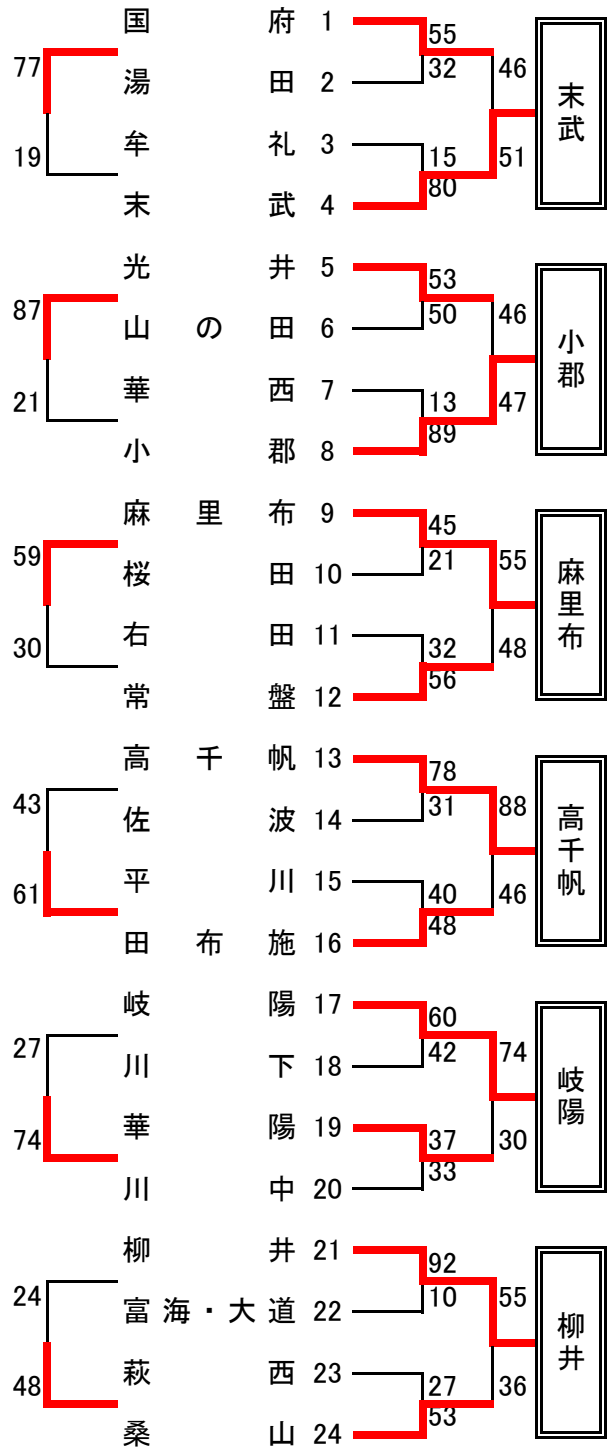 国府 1 55 46
77 湯田 2 32 末武
19 牟礼 3 15 51
末武 4 80
光井 5 53 46
87 山の田 6 50 小郡
21 華西 7 13 47
小郡 8 89
麻里布 9 45 55
59 桜田 10 21 麻里布
30 右田 11 32 48
常盤 12 56
高千帆 13 78 88
43 佐波 14 31 高千帆
61 平川 15 40 46
田布施 16 48
岐陽 17 60 74
27 川下 18 42 岐陽
74 華陽 19 37 30
川中 20 33
柳井 21 92 55
24 富海・大道 22 10 柳井
48 萩西 23 27 36
桑山 24 53